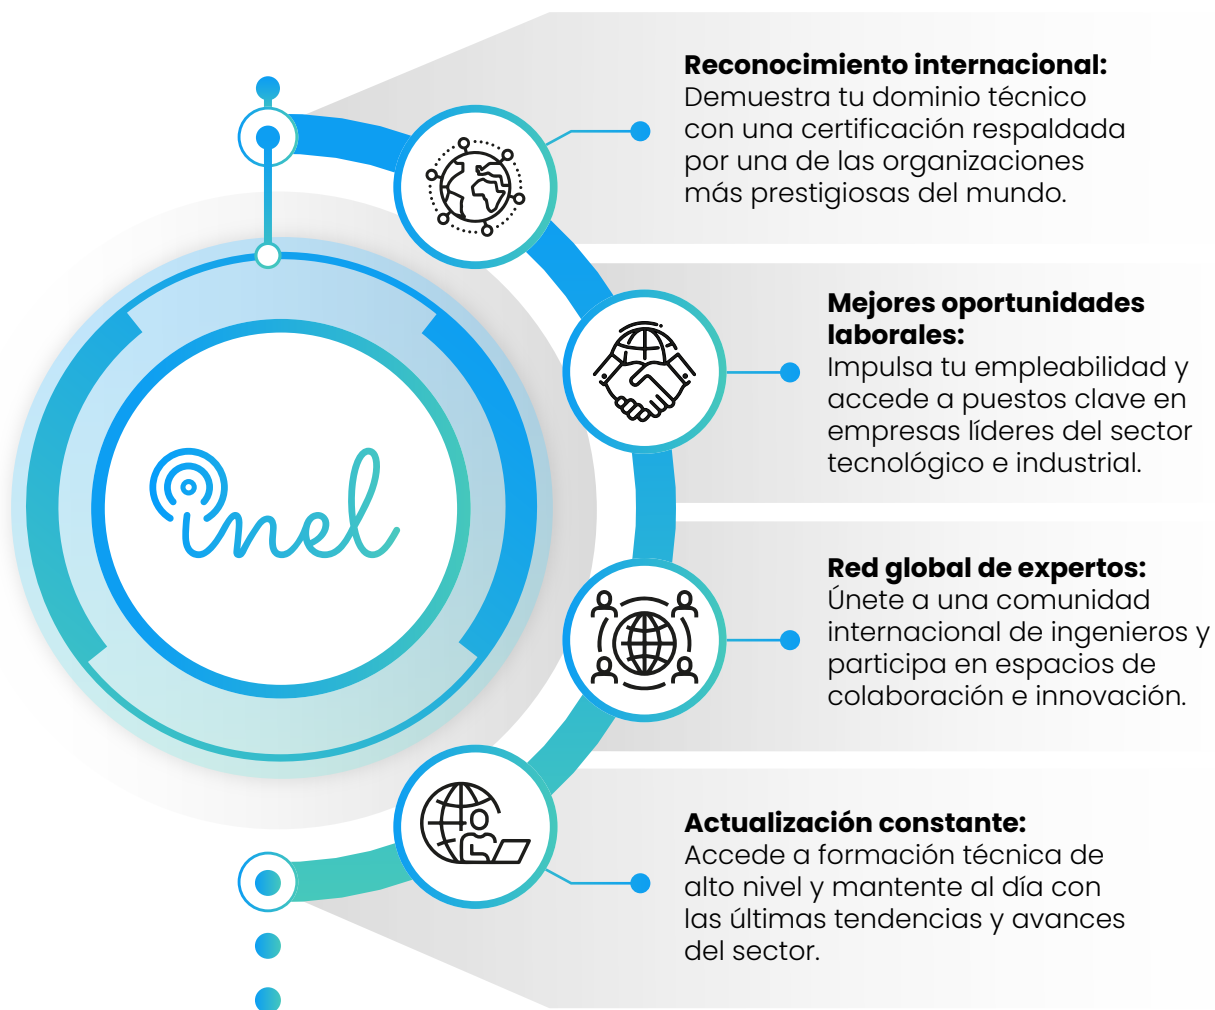 Reconocimiento internacional:
Demuestra tu dominio técnico
con una certificación respaldada
por una de las organizaciones
más prestigiosas del mundo.
Mejores oportunidades
laborales:
Impulsa tu empleabilidad y
accede a puestos clave en
empresas líderes del sector
tecnológico e industrial.
inel
Red global de expertos:
Únete a una comunidad
internacional de ingenieros y
participa en espacios de
colaboración e innovación.
Actualización constante:
Accede a formación técnica de
alto nivel y mantente al día con
las últimas tendencias y avances
del sector.